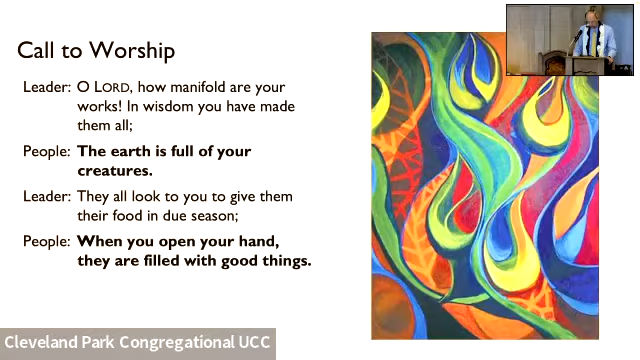 Call to Worship
Leader: O LORD, how manifold are your
works! In wisdom you have made
them all;
People: The earth is full of your
creatures.
Leader: They all look to you to give them
their food in due season;
People: When you open your hand,
they are filled with good things.
Cleveland Park Congregational UCC